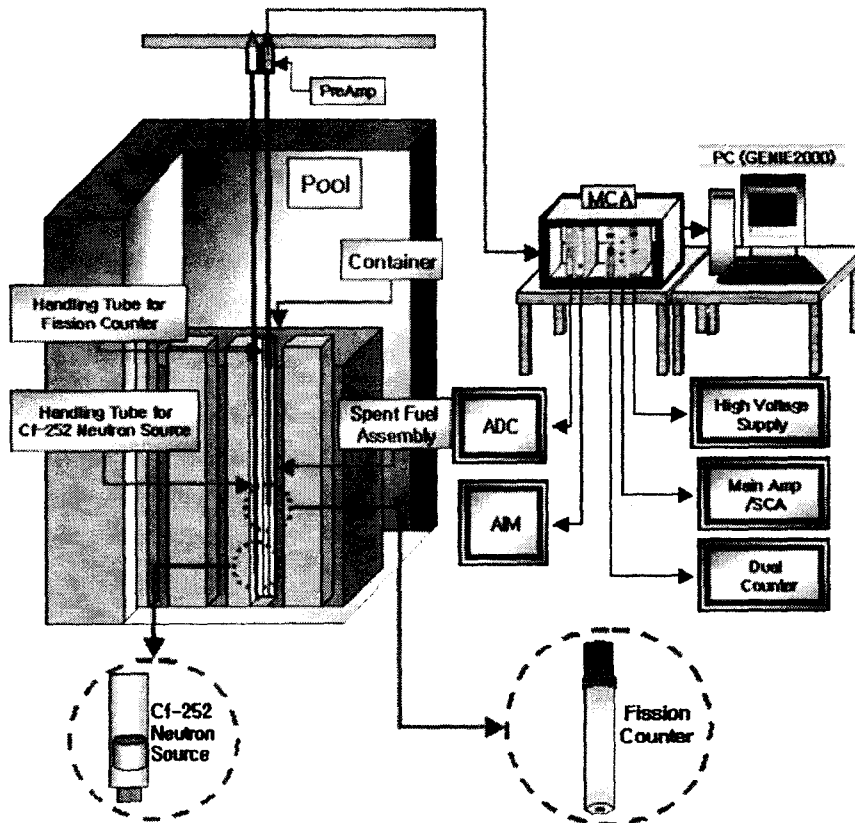 PreAmp
Pool
PC (GENIE2000)
MCA
Container
Handling Tube for
Fission Counter
Handling Tube for
Cf-252 Neutron Source
Spent Fuel
Assembly
ADC
High Voltage
Supply
AIM
Main Amp
/SCA
Dual
Counter
Cf-252
Neutron
Source
Fission
Counter